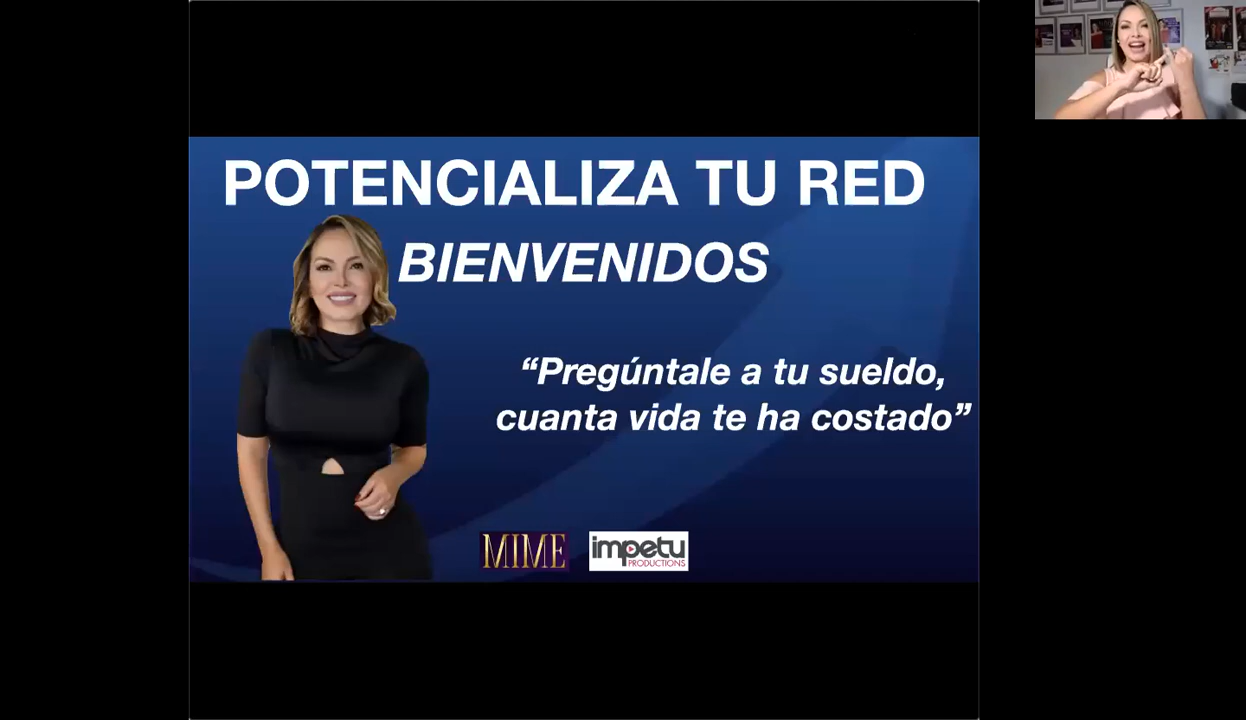 POTENCIALIZA TU RED
BIENVENIDOS
“Pregúntale a tu sueldo,
cuanta vida te ha costado”
MIME
impetu
PRODUCTIONS